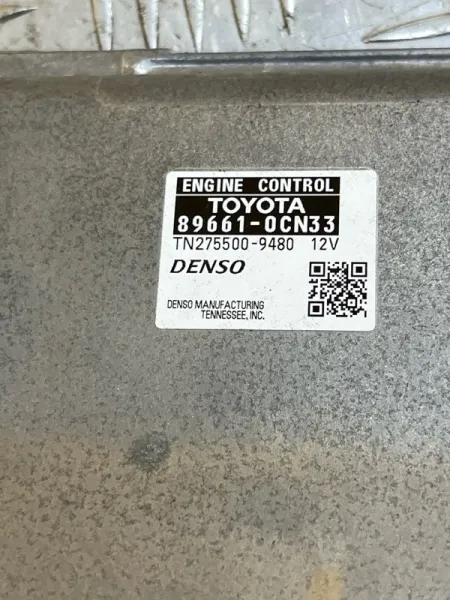 ENGINE CONTROL
TOYOTA
89661-0CN33
TN275500-9480 12V
DENSO
DENSO MANUFACTURING
TENNESSEE, INC.